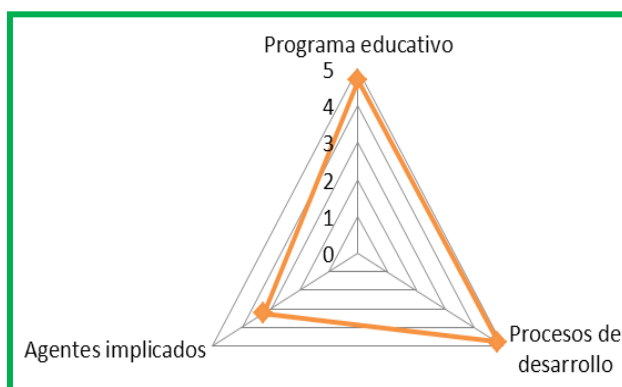 Programa educativo
5
4
3
2
1
0
Agentes implicados
Procesos de
desarrollo